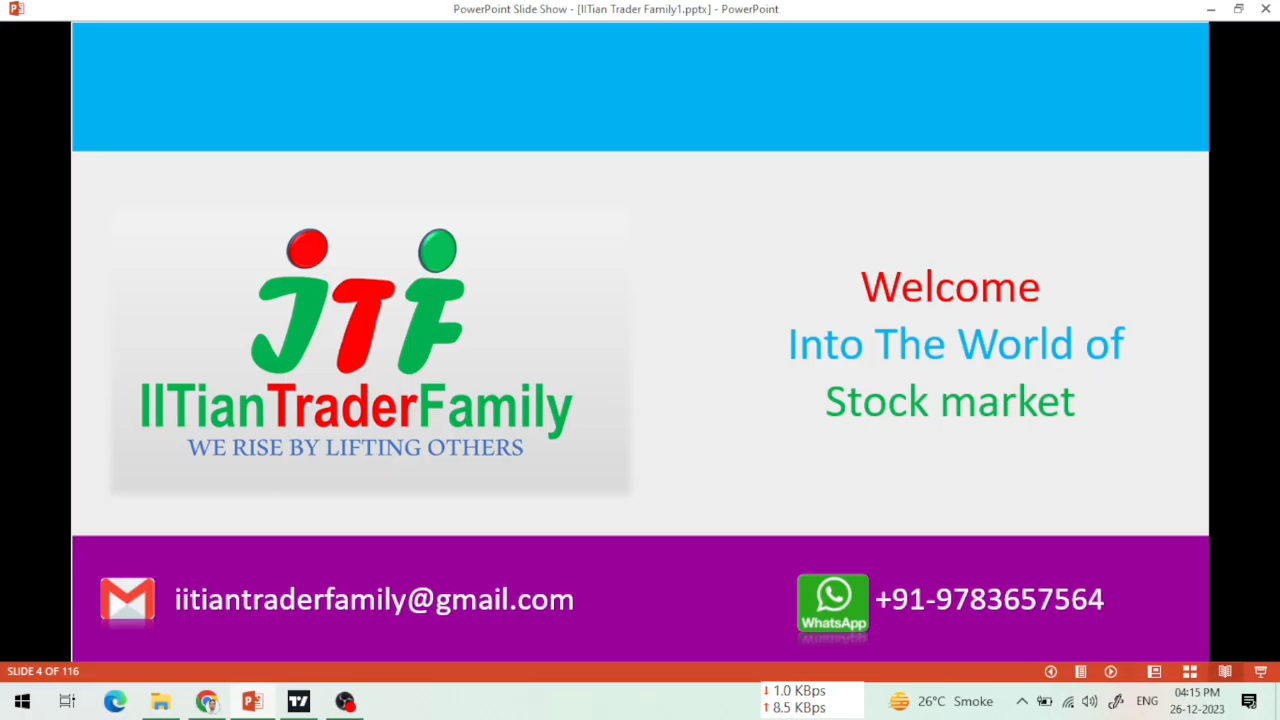 PowerPoint Slide Show - [IITian Trader Family1.pptx] - PowerPoint
ITF
IITianTraderFamily
WE RISE BY LIFTING OTHERS
Welcome
Into The World of
Stock market
iitiantraderfamily@gmail.com
WhatsApp
+91-9783657564
SLIDE 4 OF 116
1.0 KBps
8.5 KBps
26°C Smoke
ENG
04:15 PM
26-12-2023